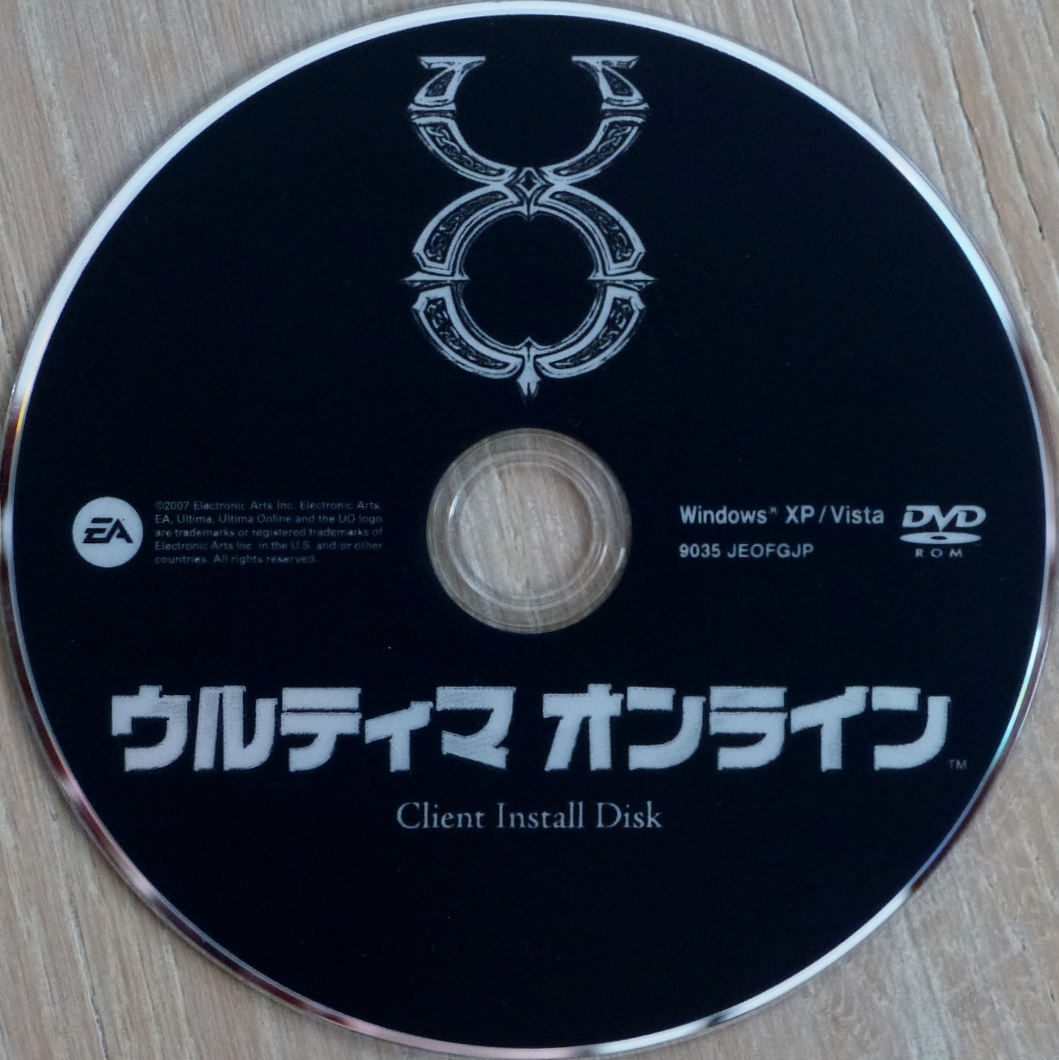 EA
©2007 Electronic Arts Inc. Electronic Arts,
EA, Ultima, Ultima Online and the UO logo
are trademarks or registered trademarks of
Electronic Arts Inc. in the U.S. and/or other
countries. All rights reserved.
Windows® XP/Vista
9035 JEOFGJP
DVD
ROM
ウルティマ オンライン™
Client Install Disk